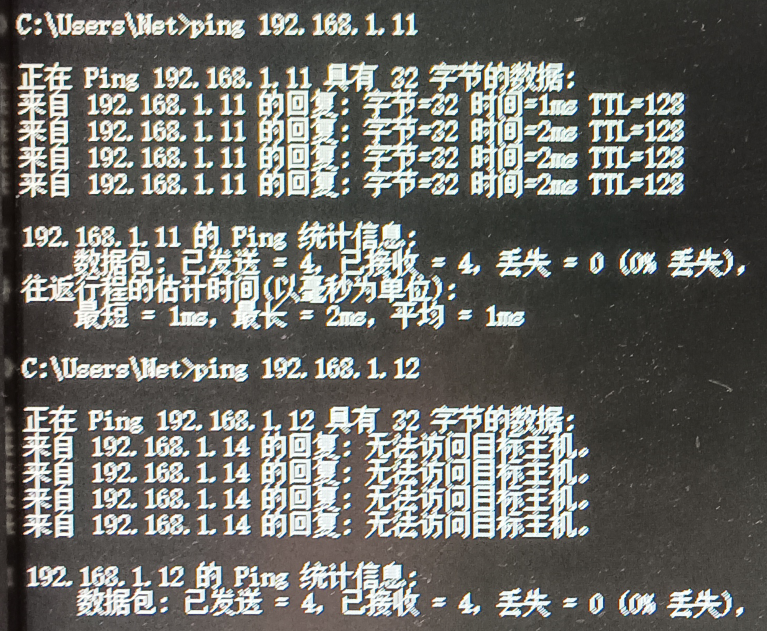 C:\Users\Net>ping 192.168.1.11
正在 Ping 192.168.1.11 具有 32 字节的数据:
来自 192.168.1.11 的回复: 字节=32 时间=1ms TTL=128
来自 192.168.1.11 的回复: 字节=32 时间=2ms TTL=128
来自 192.168.1.11 的回复: 字节=32 时间=2ms TTL=128
来自 192.168.1.11 的回复: 字节=32 时间=2ms TTL=128
192.168.1.11 的 Ping 统计信息:
数据包: 已发送 = 4, 已接收 = 4, 丢失 = 0 (0% 丢失),
往返行程的估计时间(以毫秒为单位):
最短 = 1ms, 最长 = 2ms, 平均 = 1ms
C:\Users\Net>ping 192.168.1.12
正在 Ping 192.168.1.12 具有 32 字节的数据:
来自 192.168.1.14 的回复: 无法访问目标主机。
来自 192.168.1.14 的回复: 无法访问目标主机。
来自 192.168.1.14 的回复: 无法访问目标主机。
来自 192.168.1.14 的回复: 无法访问目标主机。
192.168.1.12 的 Ping 统计信息:
数据包: 已发送 = 4, 已接收 = 4, 丢失 = 0 (0% 丢失),